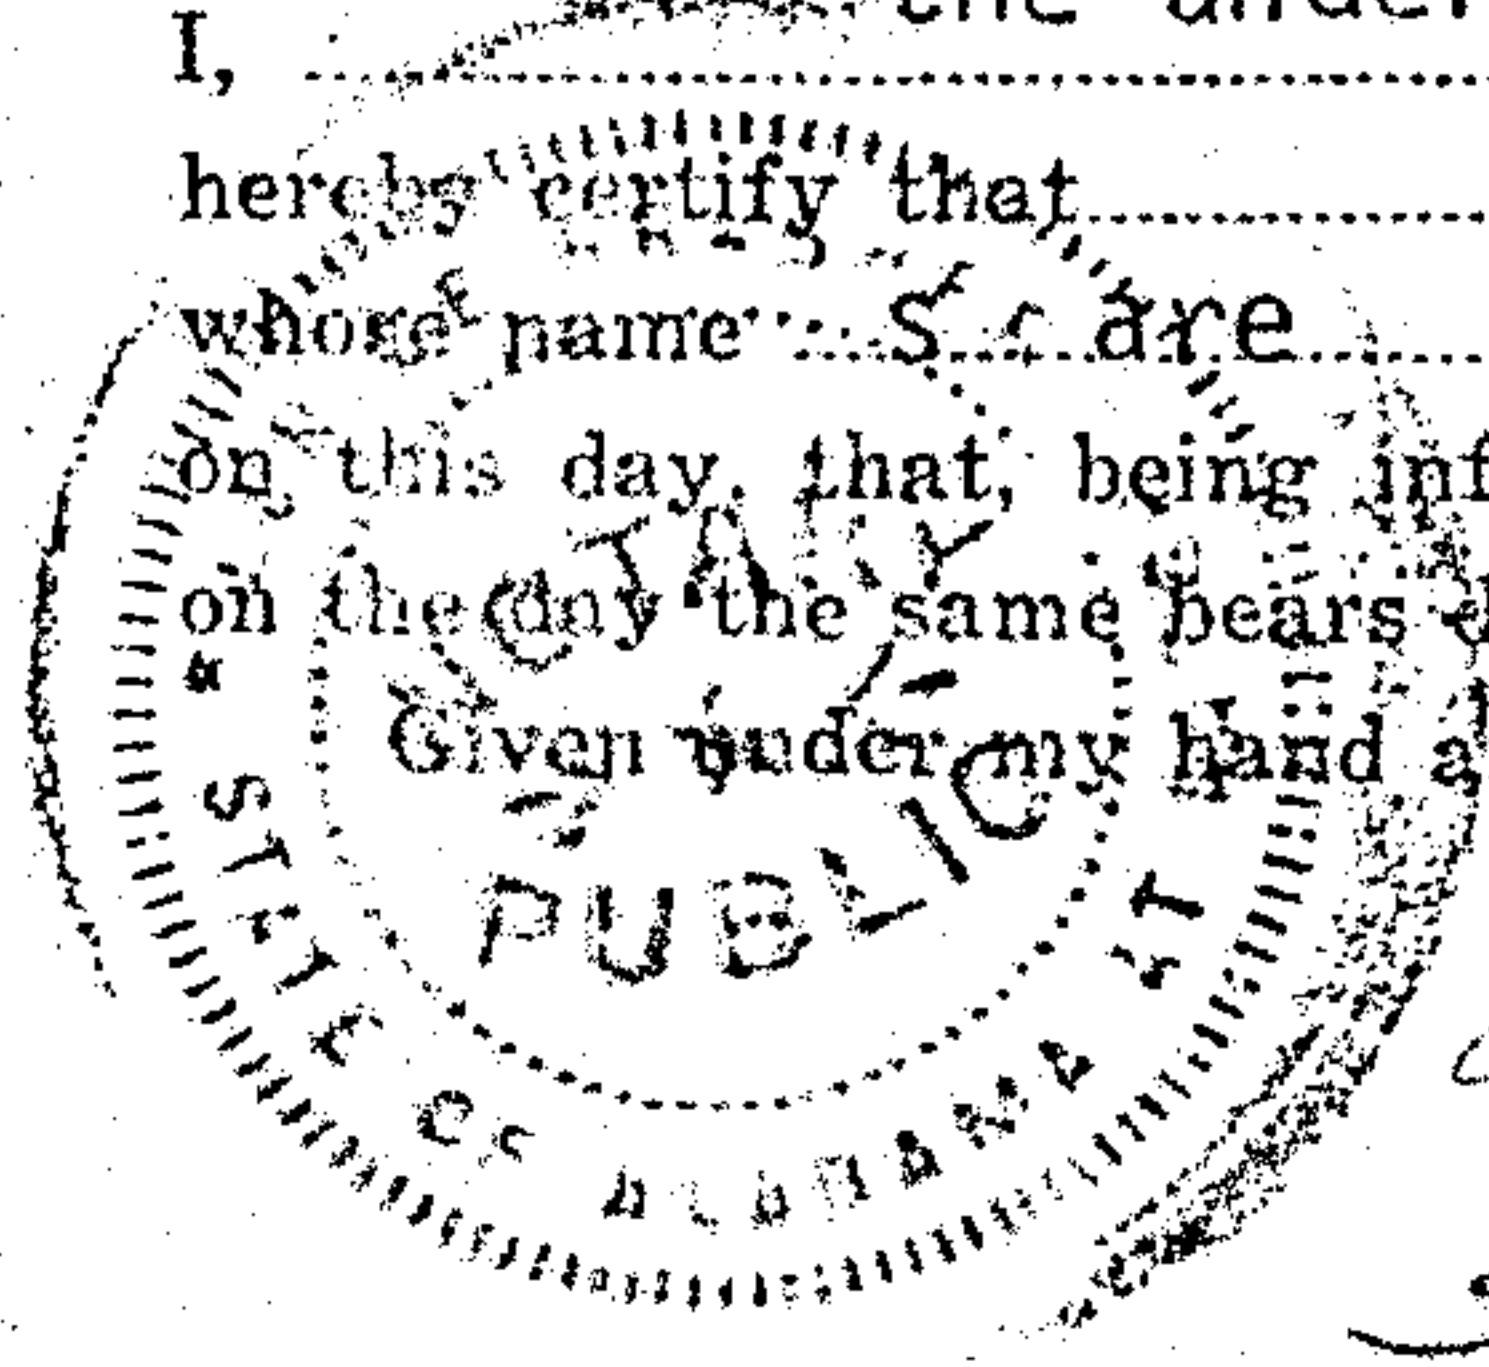 the under
I,
hereby certify that
whose name s are
on this day, that, being inf
on the day the same bears
Given under my hand a
NOTARY
PUBLIC
STATE OF ALABAMA AT